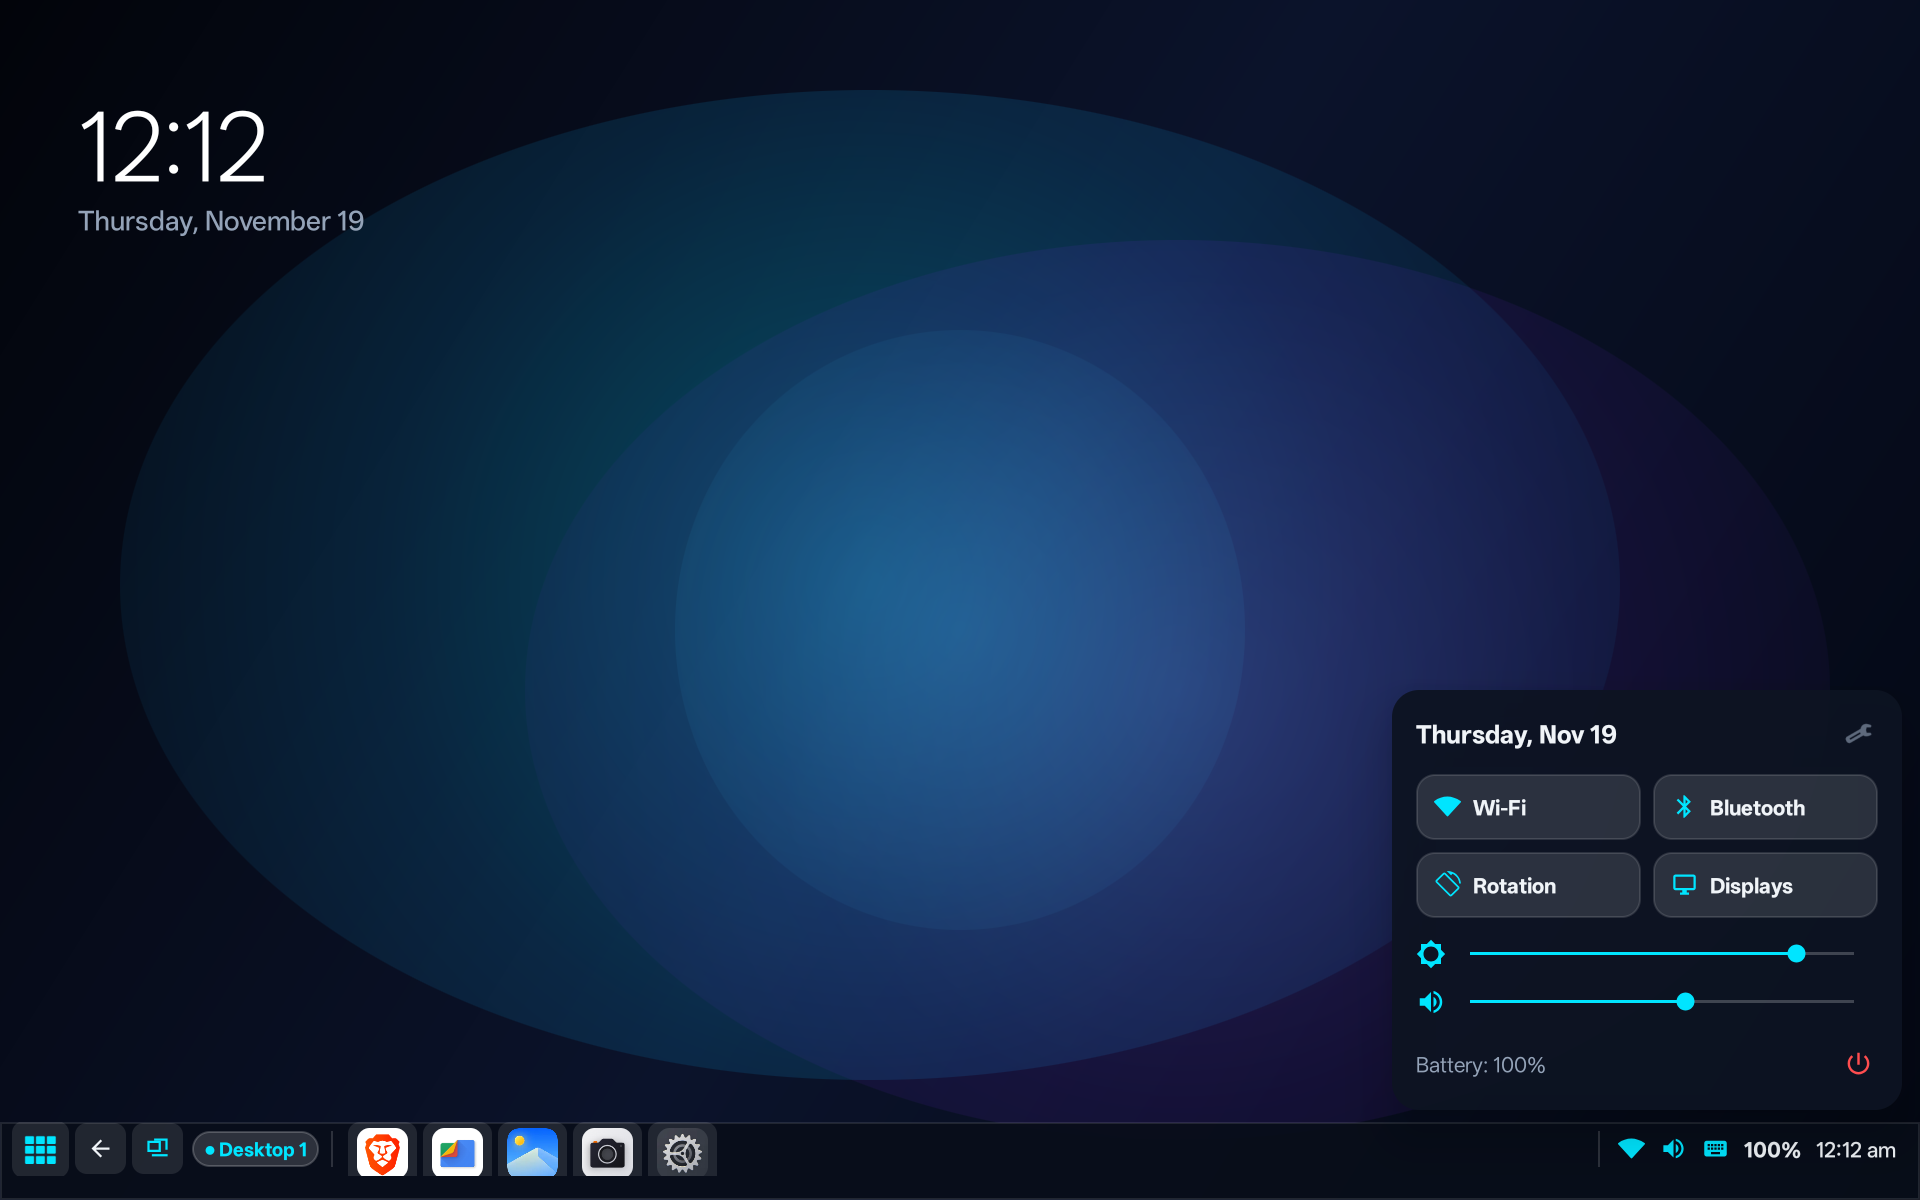 12:12
Thursday, November 19
Thursday, Nov 19
Wi-Fi
Bluetooth
Rotation
Displays
Battery: 100%
Desktop 1
100%
12:12 am